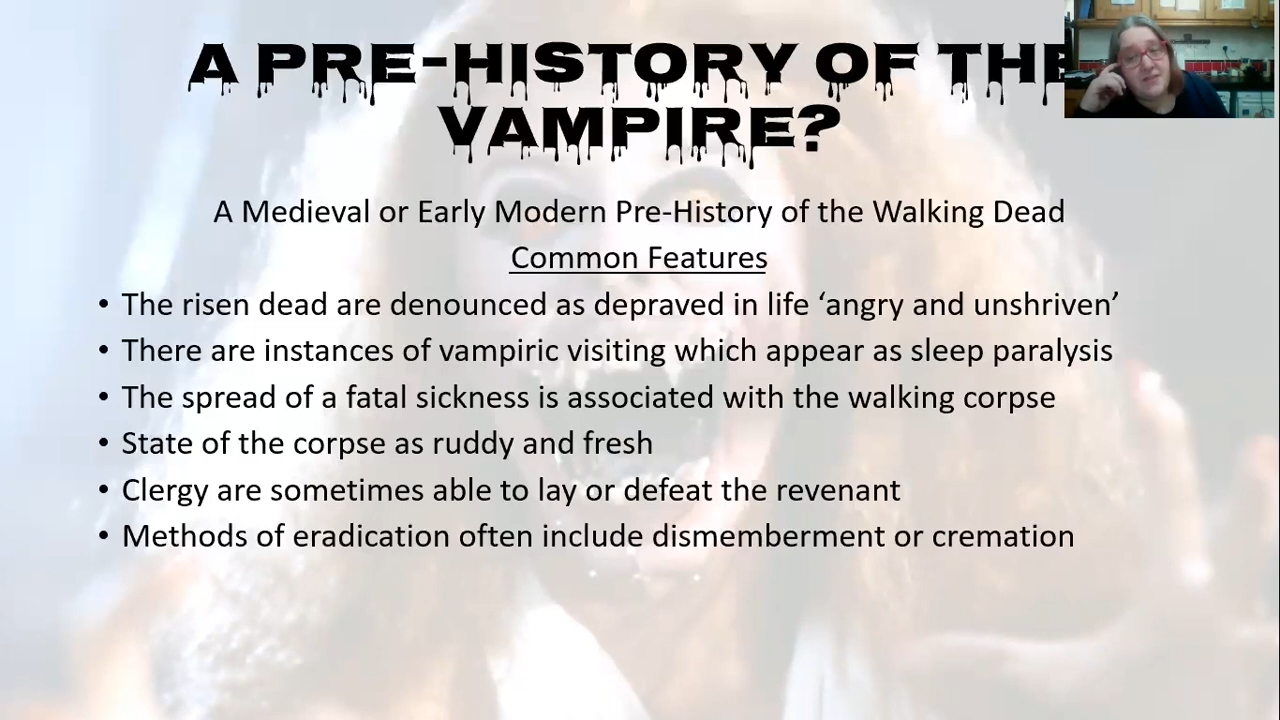 A PRE-HISTORY OF THE
VAMPIRE?
A Medieval or Early Modern Pre-History of the Walking Dead
Common Features
• The risen dead are denounced as depraved in life ‘angry and unshriven’
• There are instances of vampiric visiting which appear as sleep paralysis
• The spread of a fatal sickness is associated with the walking corpse
• State of the corpse as ruddy and fresh
• Clergy are sometimes able to lay or defeat the revenant
• Methods of eradication often include dismemberment or cremation